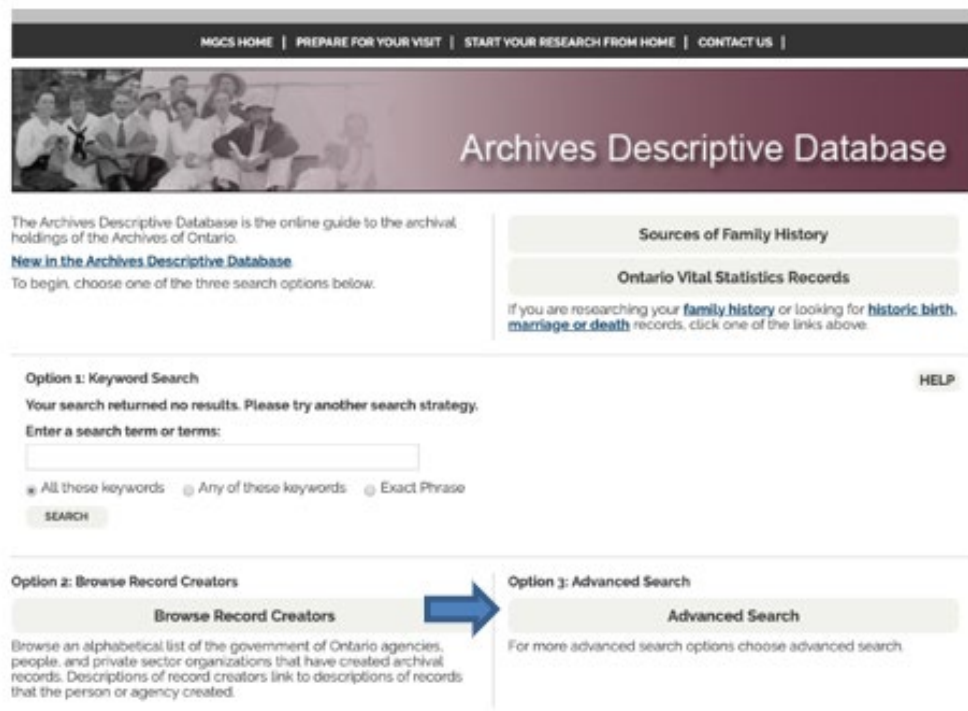 MGCS HOME | PREPARE FOR YOUR VISIT | START YOUR RESEARCH FROM HOME | CONTACT US |
Archives Descriptive Database
The Archives Descriptive Database is the online guide to the archival
holdings of the Archives of Ontario.
New in the Archives Descriptive Database
To begin, choose one of the three search options below.
Sources of Family History
Ontario Vital Statistics Records
If you are researching your family history or looking for historic birth,
marriage or death records, click one of the links above.
Option 1: Keyword Search
HELP
Your search returned no results. Please try another search strategy.
Enter a search term or terms:
All these keywords Any of these keywords Exact Phrase
SEARCH
Option 2: Browse Record Creators
Browse Record Creators
Browse an alphabetical list of the government of Ontario agencies,
people, and private sector organizations that have created archival
records. Descriptions of record creators link to descriptions of records
that the person or agency created.
Option 3: Advanced Search
Advanced Search
For more advanced search options choose advanced search.